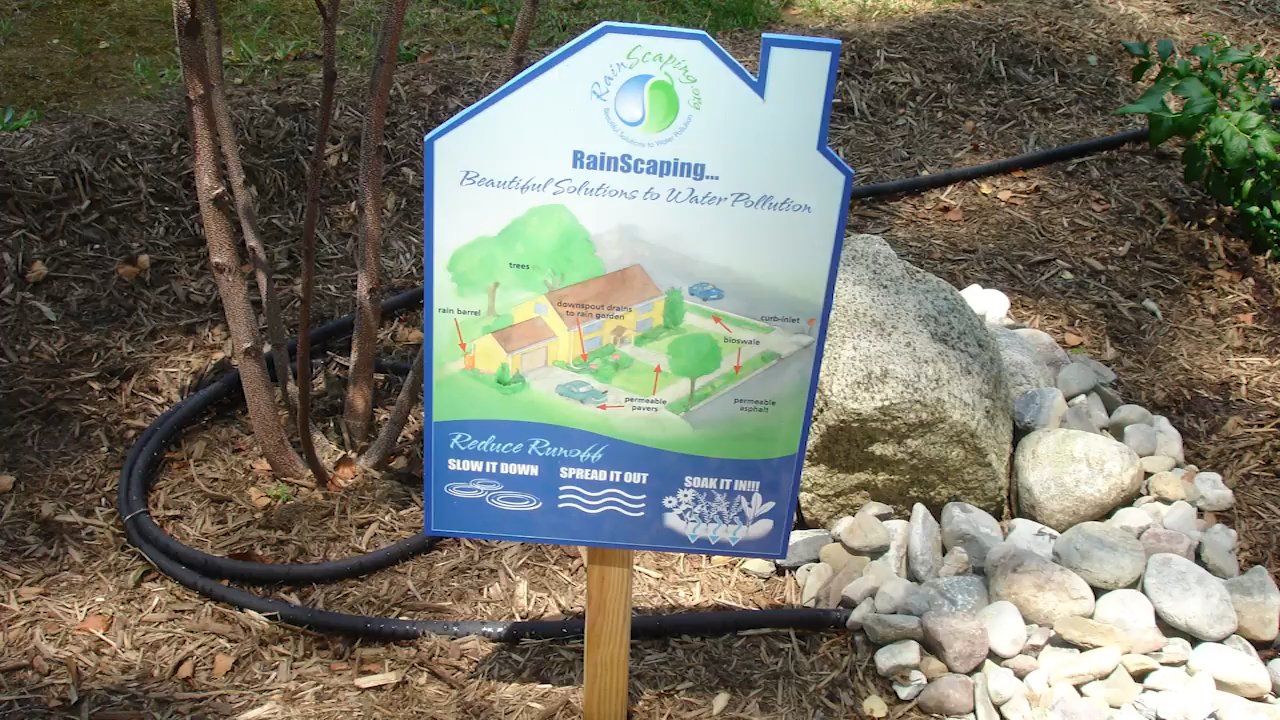 RainScaping.org
Beautiful Solutions to Water Pollution
RainScaping...
Beautiful Solutions to Water Pollution
trees
rain barrel
downspout drains
to rain garden
curb-inlet
bioswale
permeable
pavers
permeable
asphalt
Reduce Runoff
SLOW IT DOWN
SPREAD IT OUT
SOAK IT IN!!!